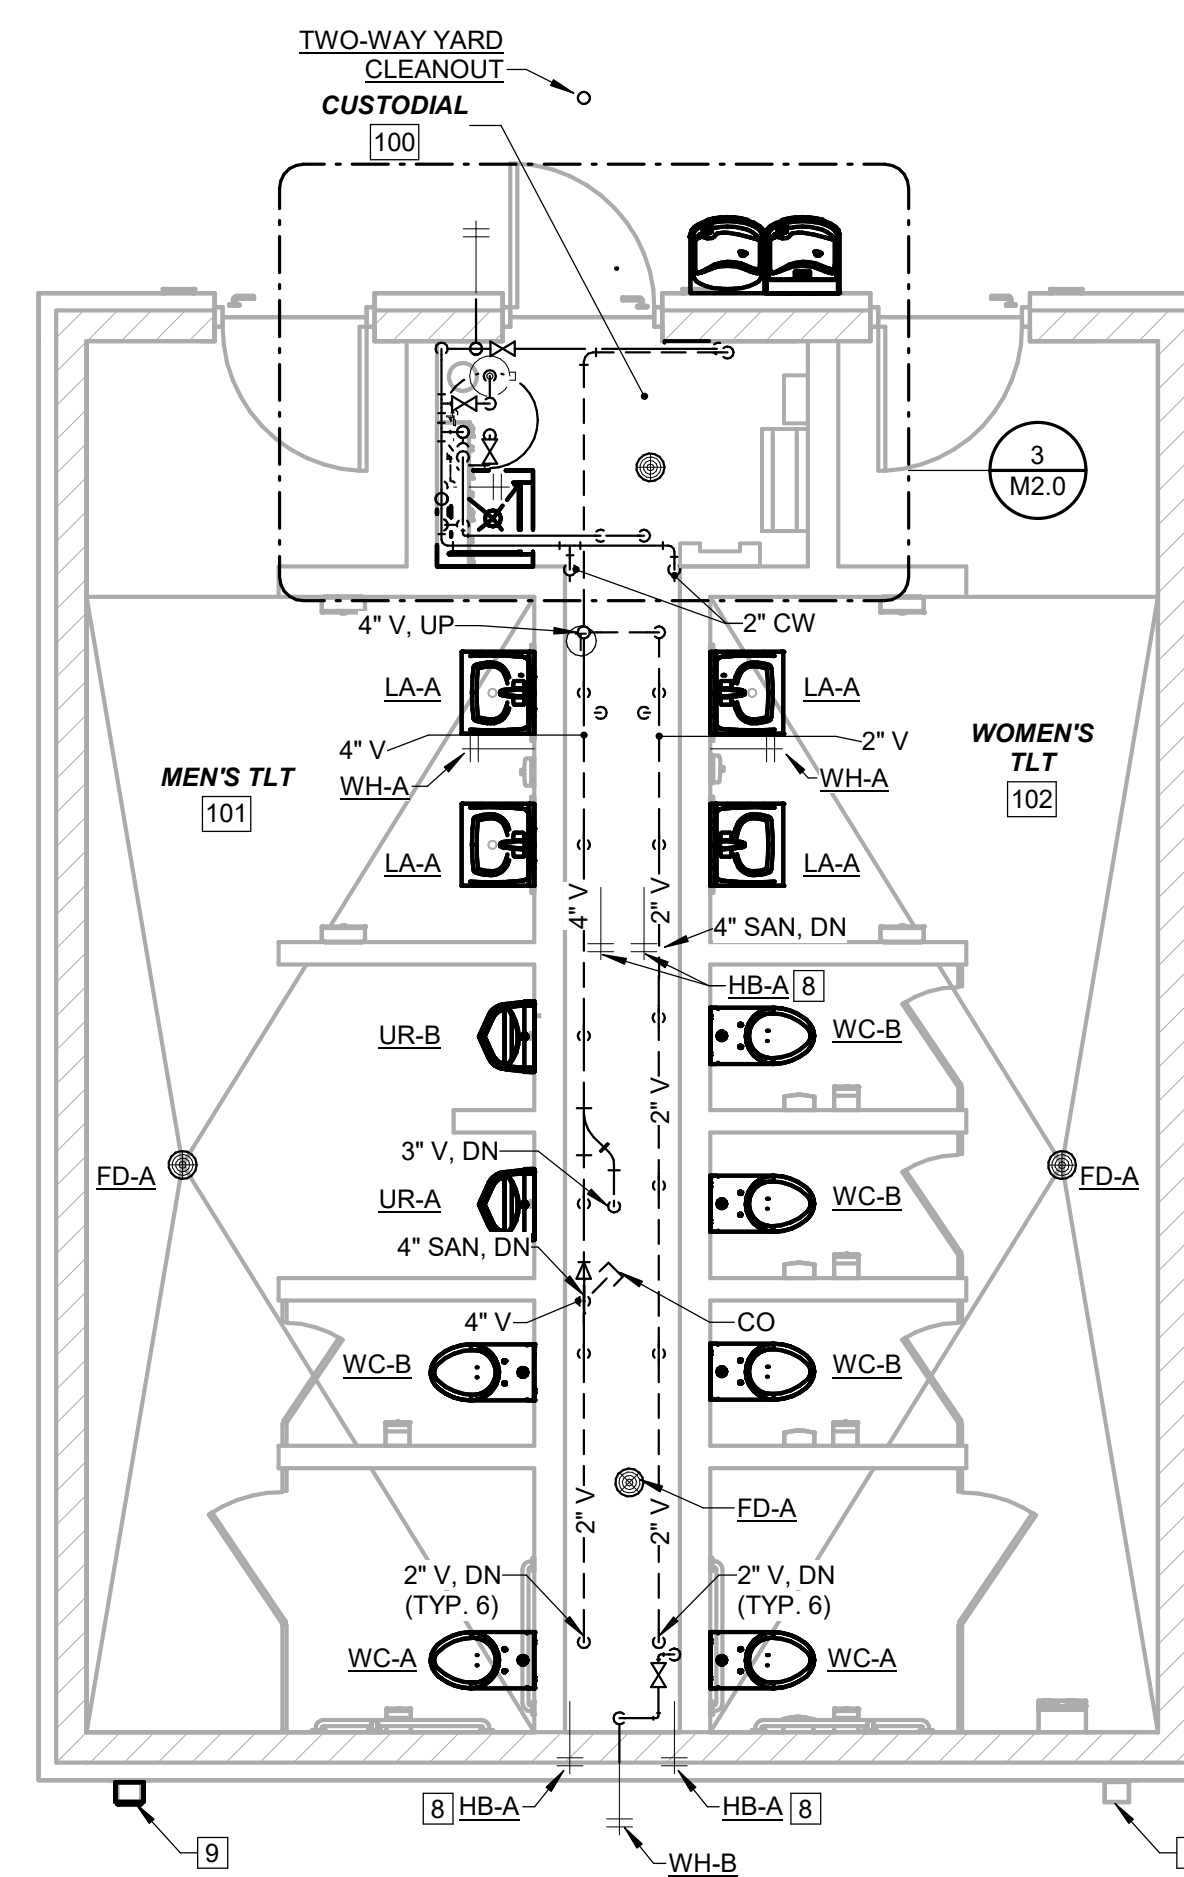 TWO-WAY YARD
CLEANOUT
CUSTODIAL
100
3
M2.0
4" V, UP
2" CW
LA-A
LA-A
4" V
2" V
WOMEN'S
TLT
102
MEN'S TLT
101
WH-A
WH-A
LA-A
LA-A
4" V
2" V
4" SAN, DN
HB-A 8
UR-B
WC-B
2" V
3" V, DN
FD-A
UR-A
WC-B
FD-A
4" SAN, DN
4" V
CO
WC-B
WC-B
2" V
2" V
FD-A
2" V, DN
(TYP. 6)
2" V, DN
(TYP. 6)
WC-A
WC-A
8 HB-A
HB-A 8
9
WH-B